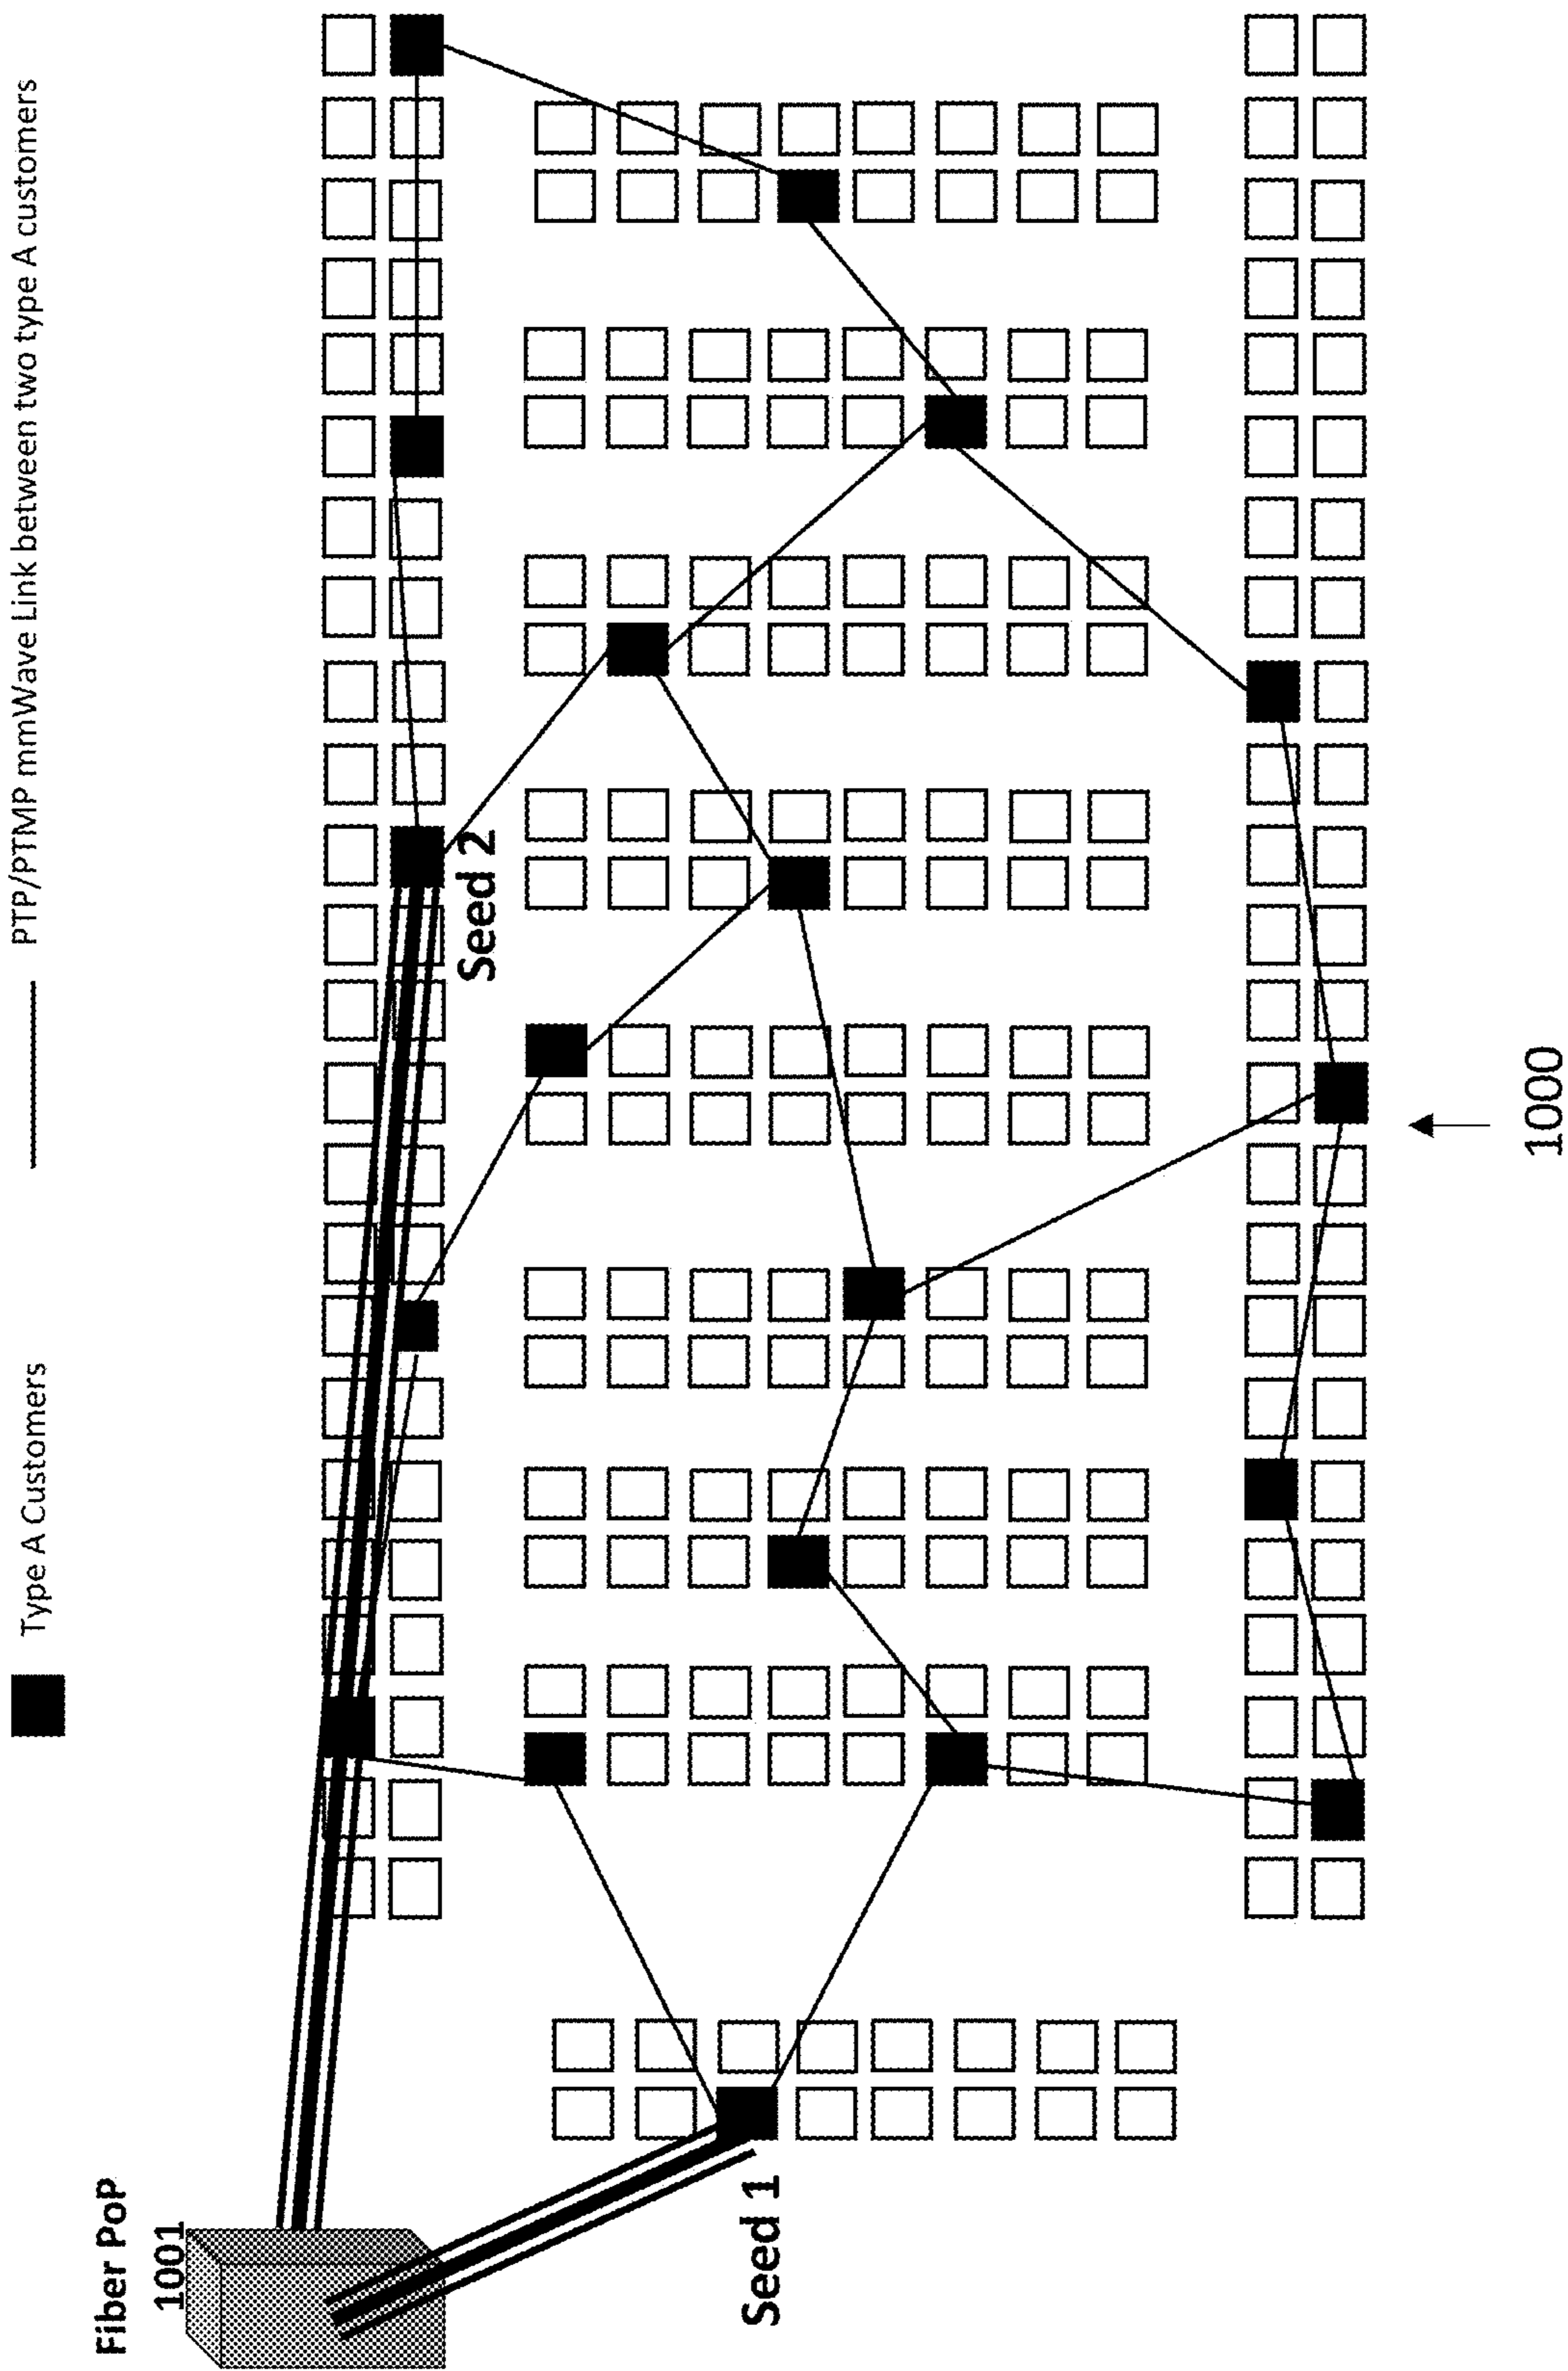 Type A Customers
PTP/PTMP mmWave Link between two type A customers
Fiber PoP
1001
Seed 2
Seed 1
1000